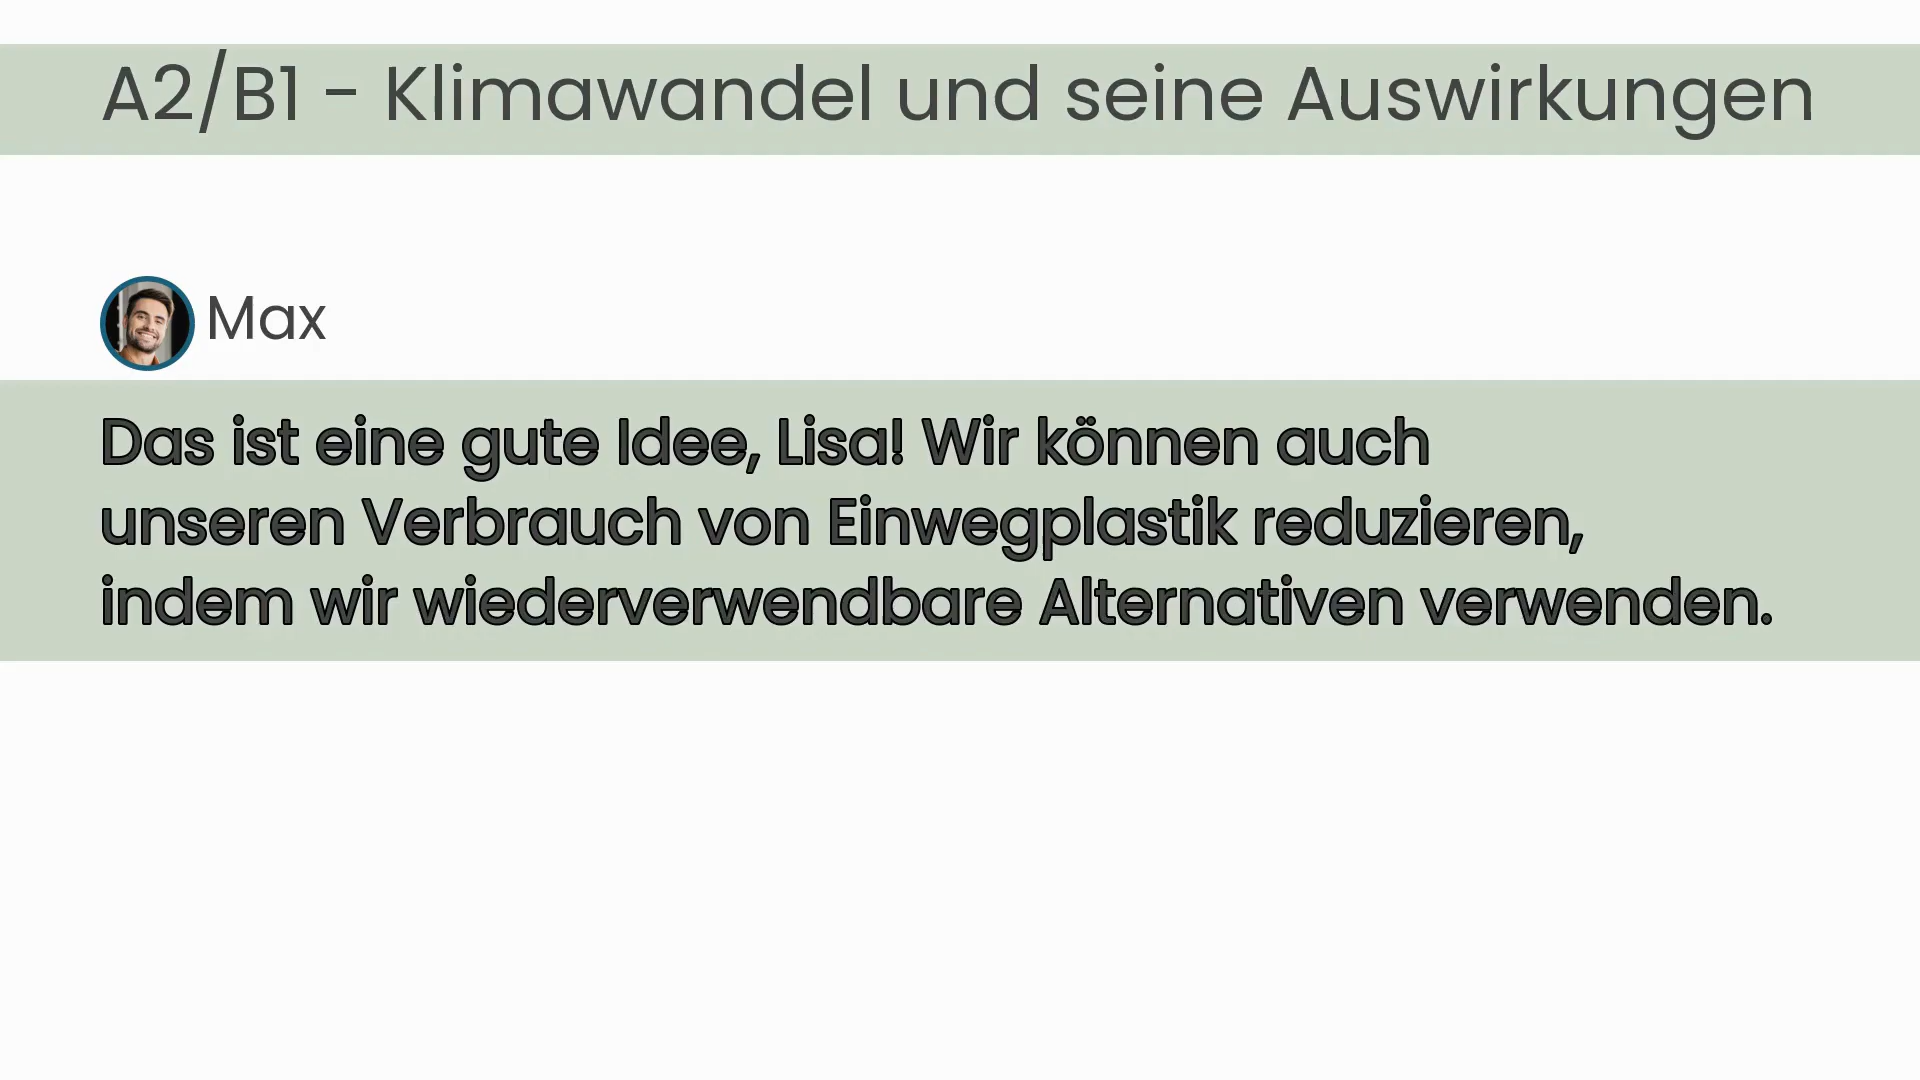 A2/B1 - Klimawandel und seine Auswirkungen
Max
Das ist eine gute Idee, Lisa! Wir können auch
unseren Verbrauch von Einwegplastik reduzieren,
indem wir wiederverwendbare Alternativen verwenden.